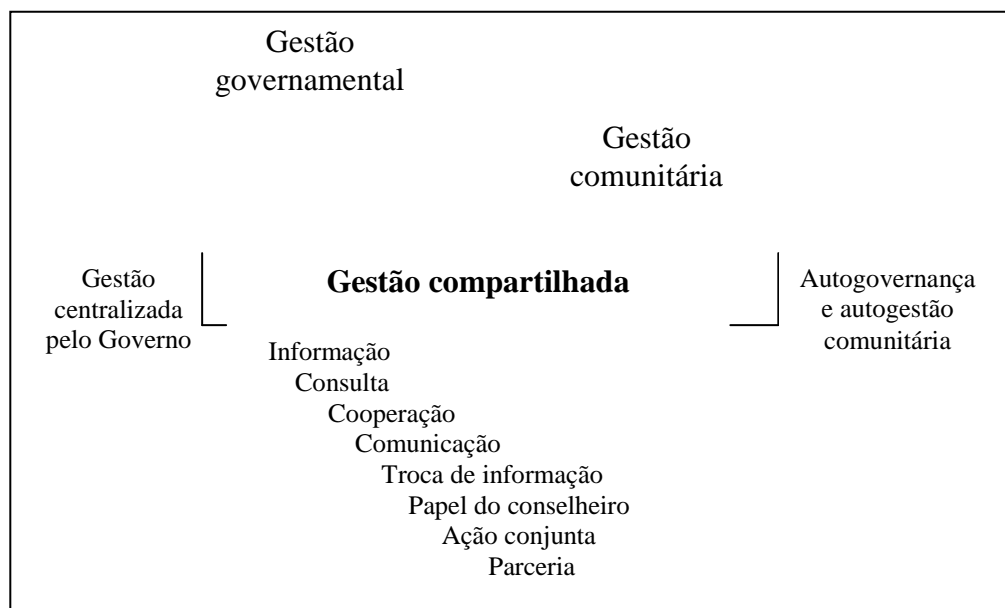 Gestão
governamental
Gestão
comunitária
Gestão
centralizada
pelo Governo
Gestão compartilhada
Autogovernança
e autogestão
comunitária
Informação
Consulta
Cooperação
Comunicação
Troca de informação
Papel do conselheiro
Ação conjunta
Parceria